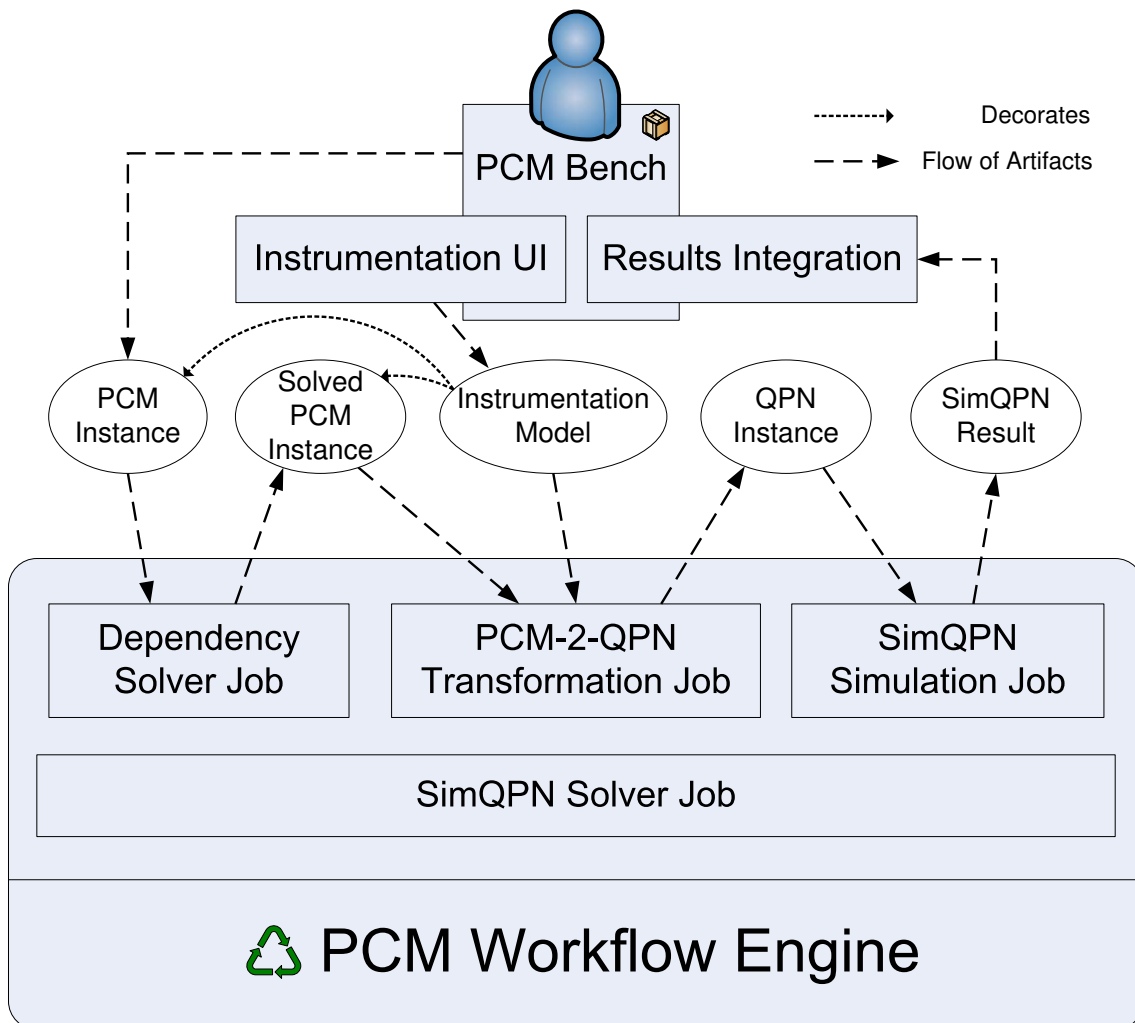 Decorates
PCM Bench
Flow of Artifacts
Instrumentation UI
Results Integration
PCM
Instance
Solved
PCM
Instance
Instrumentation
Model
QPN
Instance
SimQPN
Result
Dependency
Solver Job
PCM-2-QPN
Transformation Job
SimQPN
Simulation Job
SimQPN Solver Job
PCM Workflow Engine